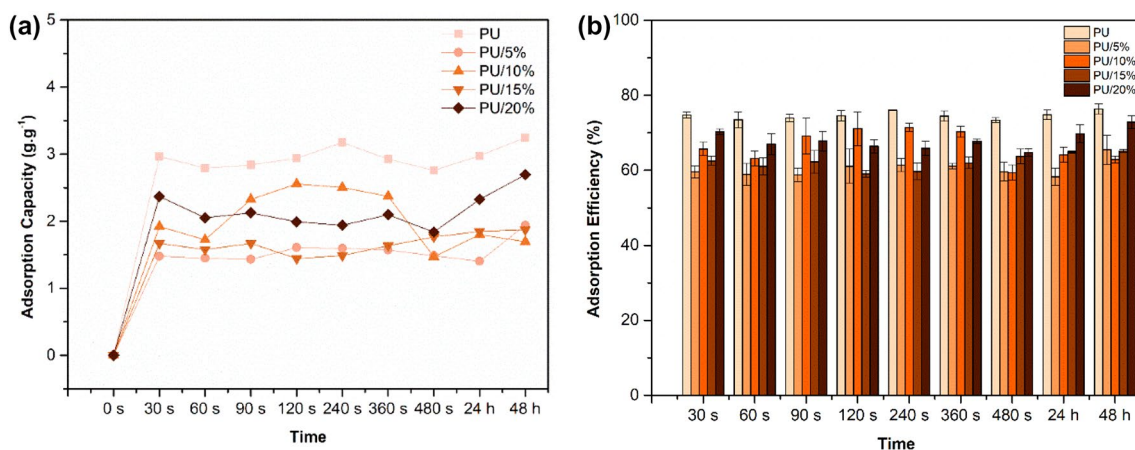 (a)
Adsorption Capacity (g.g⁻¹)
5
4
3
2
1
0
PU
PU/5%
PU/10%
PU/15%
PU/20%
0 s 30 s 60 s 90 s 120 s 240 s 360 s 480 s 24 h 48 h
Time
(b)
Adsorption Efficiency (%)
100
80
60
40
20
0
PU
PU/5%
PU/10%
PU/15%
PU/20%
30 s 60 s 90 s 120 s 240 s 360 s 480 s 24 h 48 h
Time